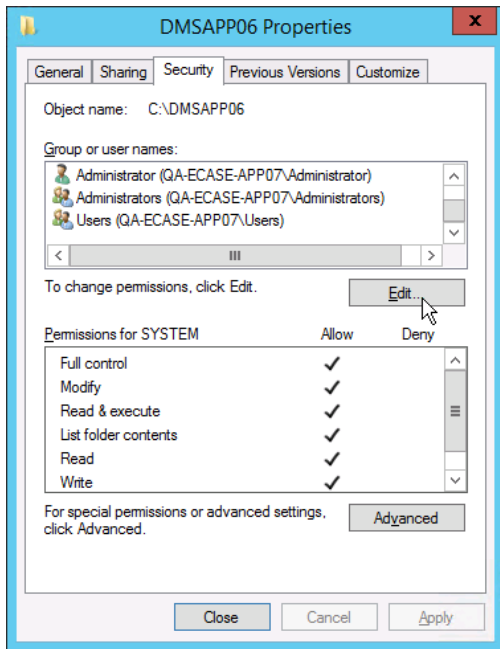 DMSAPP06 Properties
x
General Sharing Security Previous Versions Customize
Object name: C:\DMSAPP06
Group or user names:
Administrator (QA-ECASE-APP07\Administrator)
Administrators (QA-ECASE-APP07\Administrators)
Users (QA-ECASE-APP07\Users)
To change permissions, click Edit.
Edit...
Permissions for SYSTEM Allow Deny
Full control
Modify
Read & execute
List folder contents
Read
Write
For special permissions or advanced settings,
click Advanced.
Advanced
Close Cancel Apply